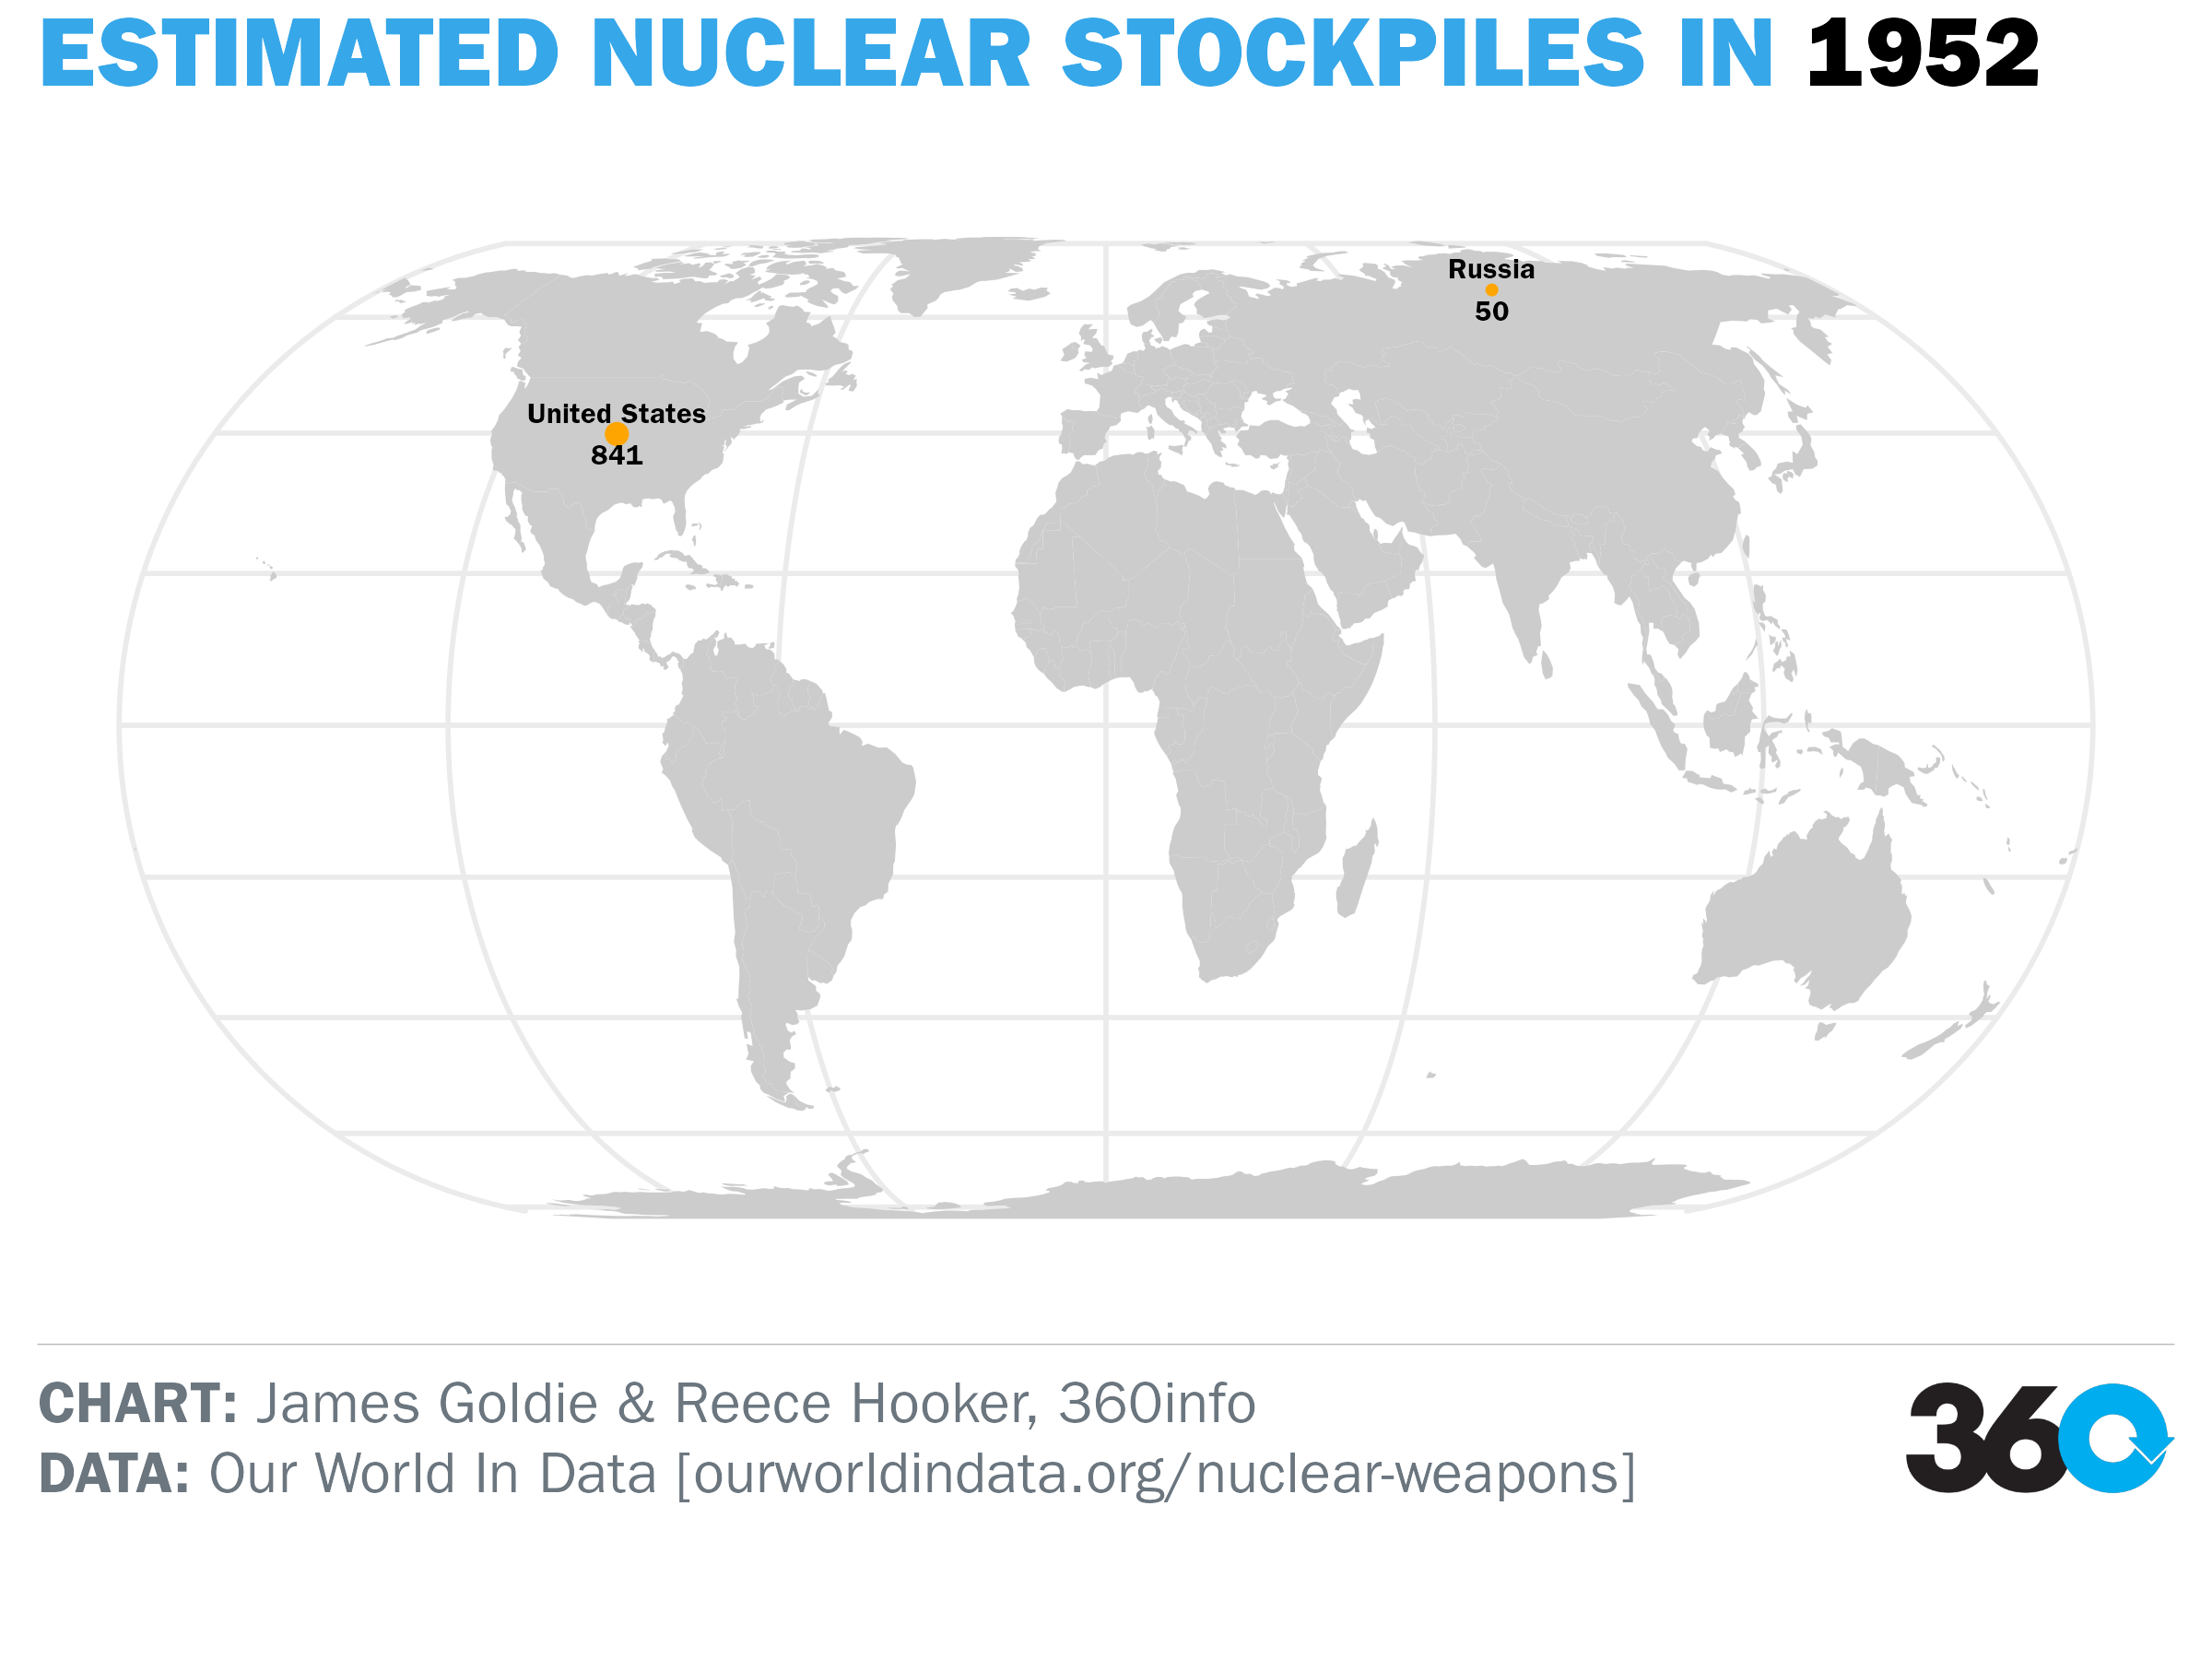 ESTIMATED NUCLEAR STOCKPILES IN 1952
Russia
50
United States
841
CHART: James Goldie & Reece Hooker, 360info
DATA: Our World In Data [ourworldindata.org/nuclear-weapons]
360